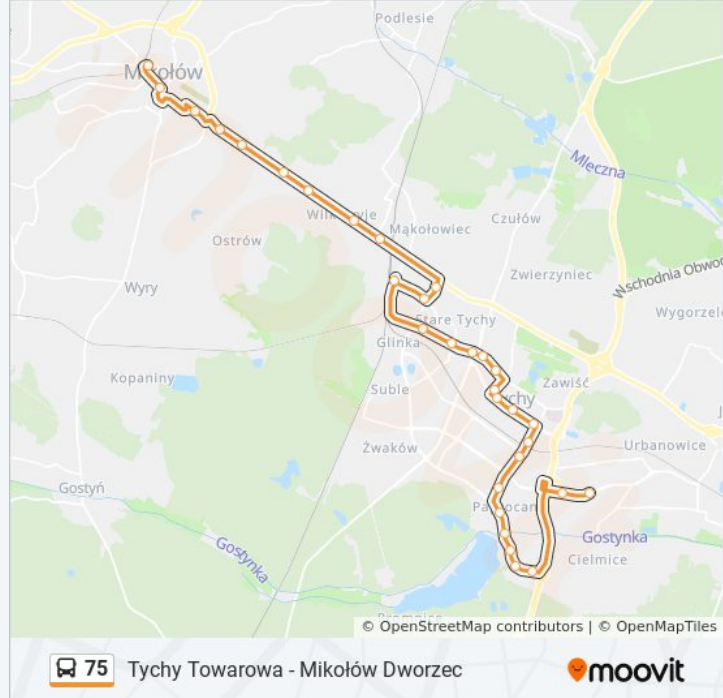 Podlesie
Mikołów
Mleczna
Wilkowyje
Mąkołowiec
Czułów
Ostrów
Zwierzyniec
Wschodnia Obwo
Wyry
Wygorzele
Stare Tychy
Glinka
Kopaniny
Suble
Zawiść
Tychy
Urbanowice
Żwaków
Gostyń
Paprocany
Gostynka
Gostynka
Cielmice
© OpenStreetMap contributors | © OpenMapTiles
75 Tychy Towarowa - Mikołów Dworzec
moovit